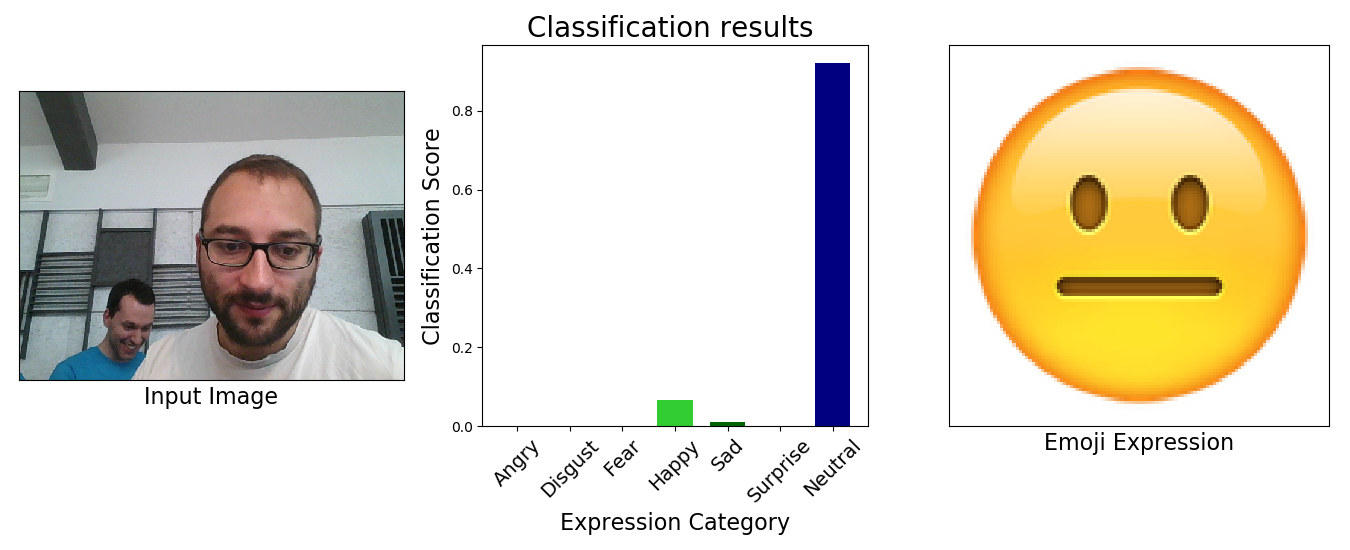 Classification results
Classification Score
0.8
0.6
0.4
0.2
0.0
Angry
Disgust
Fear
Happy
Sad
Surprise
Neutral
Expression Category
Input Image
Emoji Expression